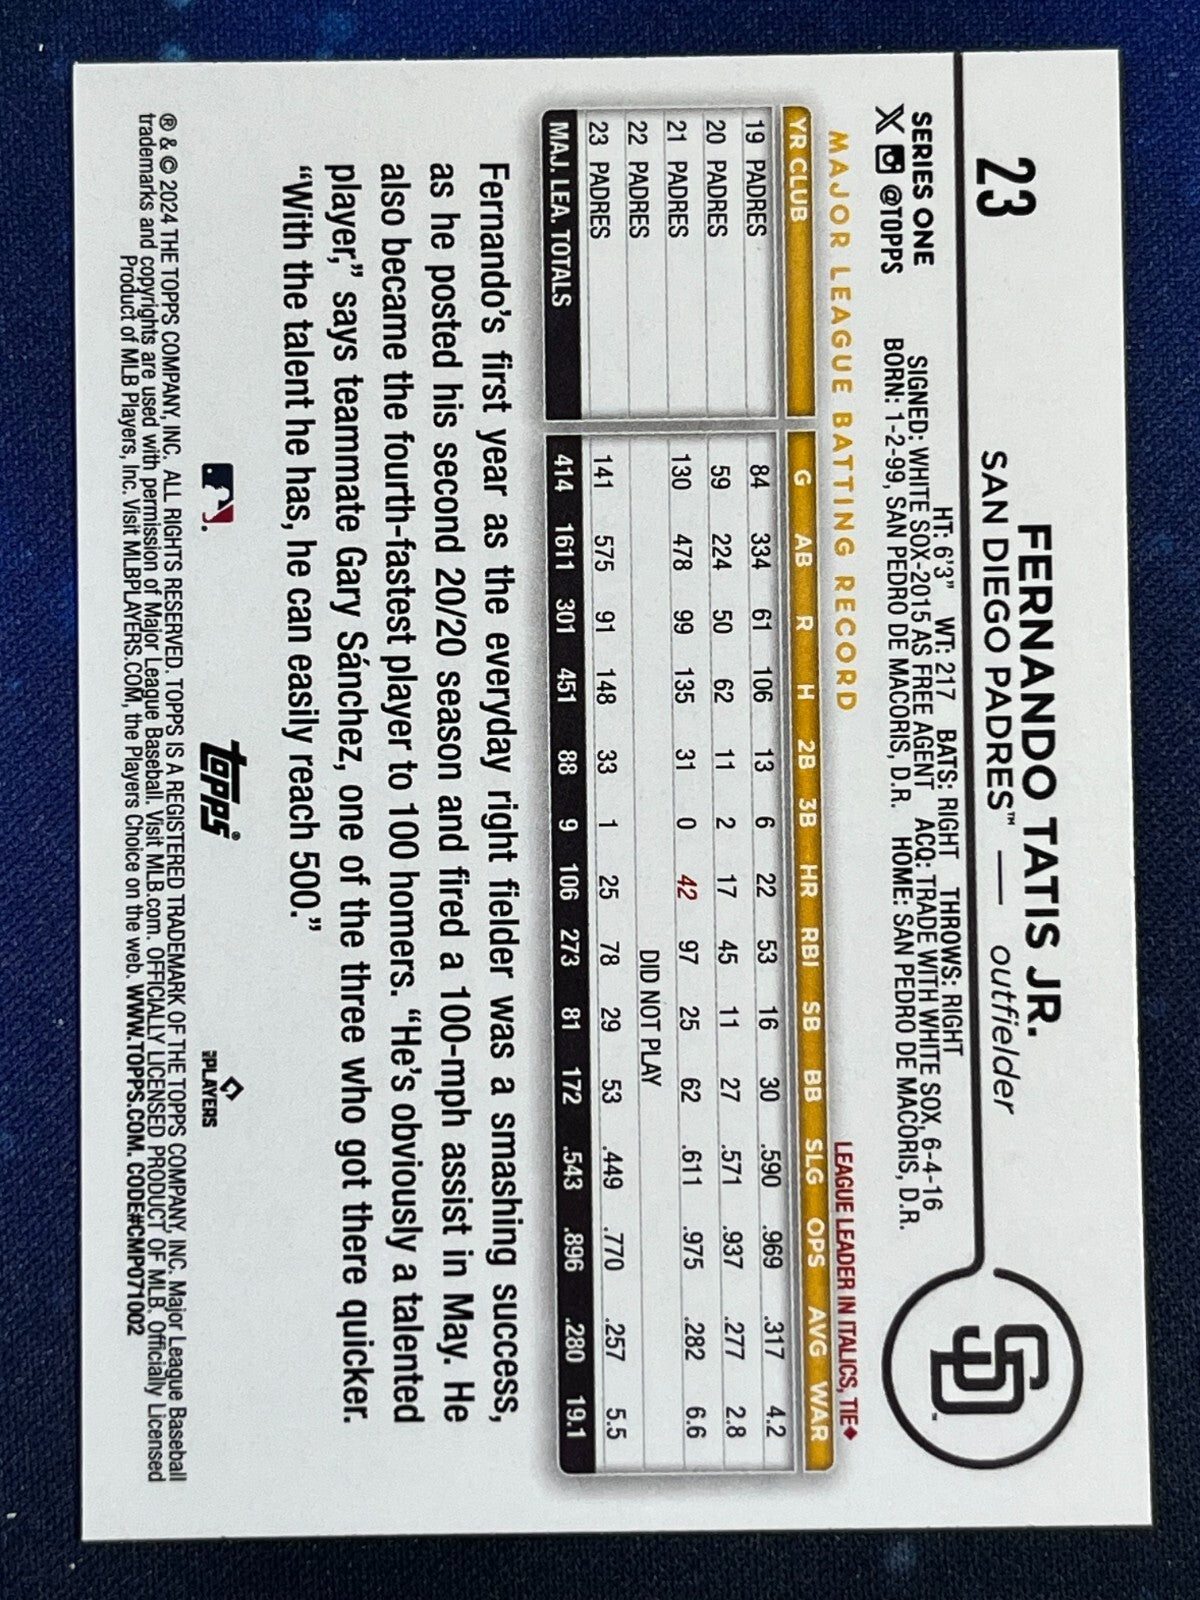 23
FERNANDO TATIS JR.
SAN DIEGO PADRES™ — outfielder
SD™
SERIES ONE
@TOPPS
HT: 6'3" WT: 217 BATS: RIGHT THROWS: RIGHT
SIGNED: WHITE SOX-2015 AS FREE AGENT ACQ: TRADE WITH WHITE SOX, 6-4-16
BORN: 1-2-99, SAN PEDRO DE MACORIS, D.R. HOME: SAN PEDRO DE MACORIS, D.R.
MAJOR LEAGUE BATTING RECORD
LEAGUE LEADER IN ITALICS, TIE◆
YR CLUB G AB R H 2B 3B HR RBI SB BB SLG OPS AVG WAR
19 PADRES 84 334 61 106 13 6 22 53 16 30 .590 .969 .317 4.2
20 PADRES 59 224 50 62 11 2 17 45 11 27 .571 .937 .277 2.8
21 PADRES 130 478 99 135 31 0 42 97 25 62 .611 .975 .282 6.6
22 PADRES DID NOT PLAY
23 PADRES 141 575 91 148 33 1 25 78 29 53 .449 .770 .257 5.5
MAJ. LEA. TOTALS 414 1611 301 451 88 9 106 273 81 172 .543 .896 .280 19.1
Fernando's first year as the everyday right fielder was a smashing success,
as he posted his second 20/20 season and fired a 100-mph assist in May. He
also became the fourth-fastest player to 100 homers. “He's obviously a talented
player,” says teammate Gary Sánchez, one of the three who got there quicker.
“With the talent he has, he can easily reach 500.”
topps®
PLAYERS
® & © 2024 THE TOPPS COMPANY, INC. ALL RIGHTS RESERVED. TOPPS IS A REGISTERED TRADEMARK OF THE TOPPS COMPANY, INC. Major League Baseball
trademarks and copyrights are used with permission of Major League Baseball. Visit MLB.com. OFFICIALLY LICENSED PRODUCT OF MLB. Officially Licensed
Product of MLB Players, Inc. Visit MLBPLAYERS.COM, the Players Choice on the web. WWW.TOPPS.COM. CODE#CMP071002